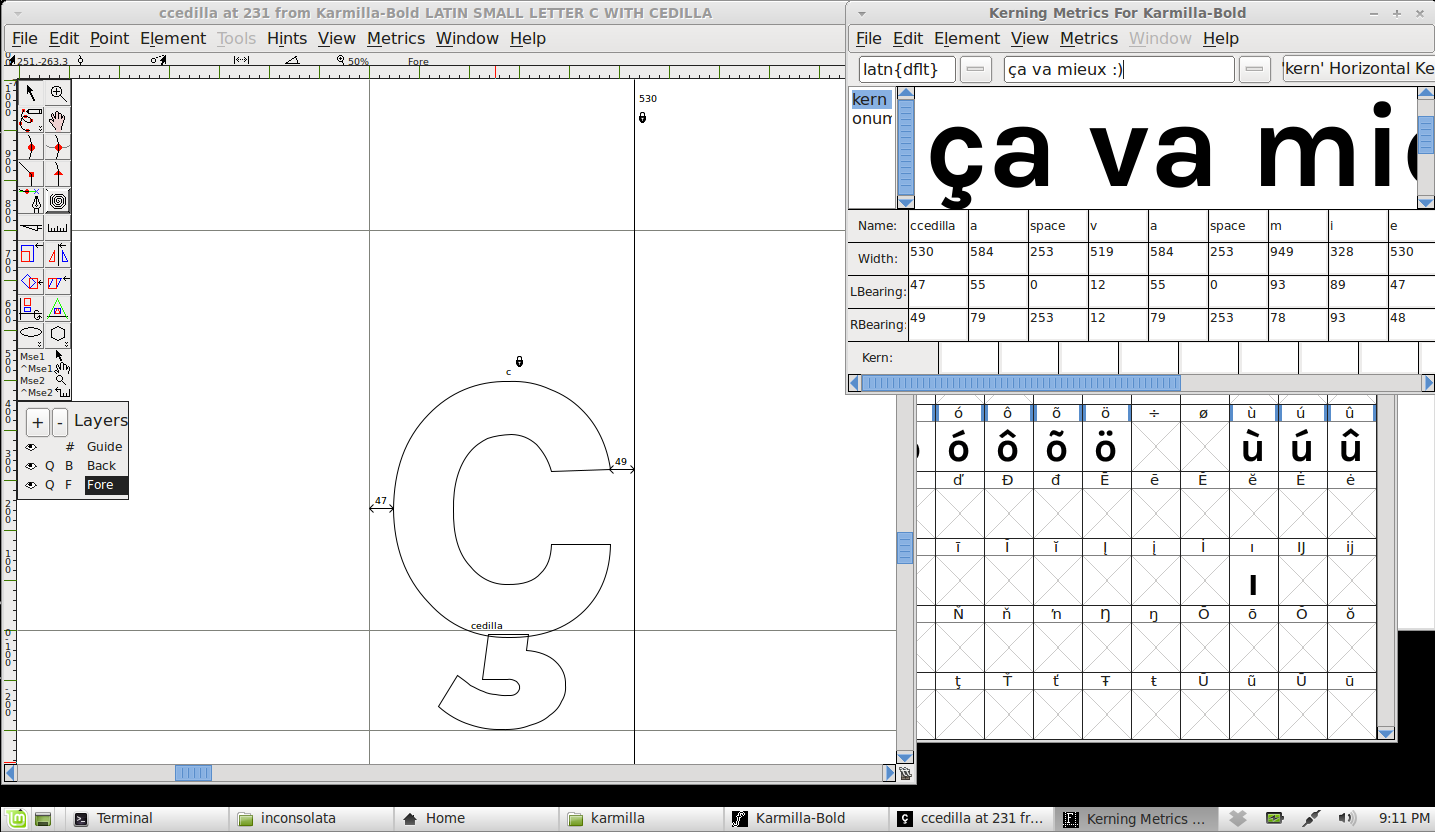 ccedilla at 231 from Karmilla-Bold LATIN SMALL LETTER C WITH CEDILLA
File Edit Point Element Tools Hints View Metrics Window Help
251,-263.3 50% Fore
530
Mse1
^Mse1
Mse2
^Mse2
+ - Layers
# Guide
Q B Back
Q F Fore
c
49
47
cedilla
Kerning Metrics For Karmilla-Bold
File Edit Element View Metrics Window Help
latn{dflt} ça va mieux :) 'kern' Horizontal Ke
kern
onum
ça va mie
Name: ccedilla a space v a space m i e
Width: 530 584 253 519 584 253 949 328 530
LBearing: 47 55 0 12 55 0 93 89 47
RBearing: 49 79 253 12 79 253 78 93 48
Kern:
ó ô õ ö ÷ ø ù ú û
ó ô õ ö ù ú û
ď Đ đ Ē ē Ĕ ĕ Ė ė
ī Ĭ ĭ Į į İ ı IJ ij
ı
Ň ň ŉ Ŋ ŋ Ō ō Ŏ ŏ
ţ Ť ť Ŧ ŧ Ũ ũ Ū ū
Terminal inconsolata Home karmilla Karmilla-Bold ccedilla at 231 fr... Kerning Metrics ... 9:11 PM